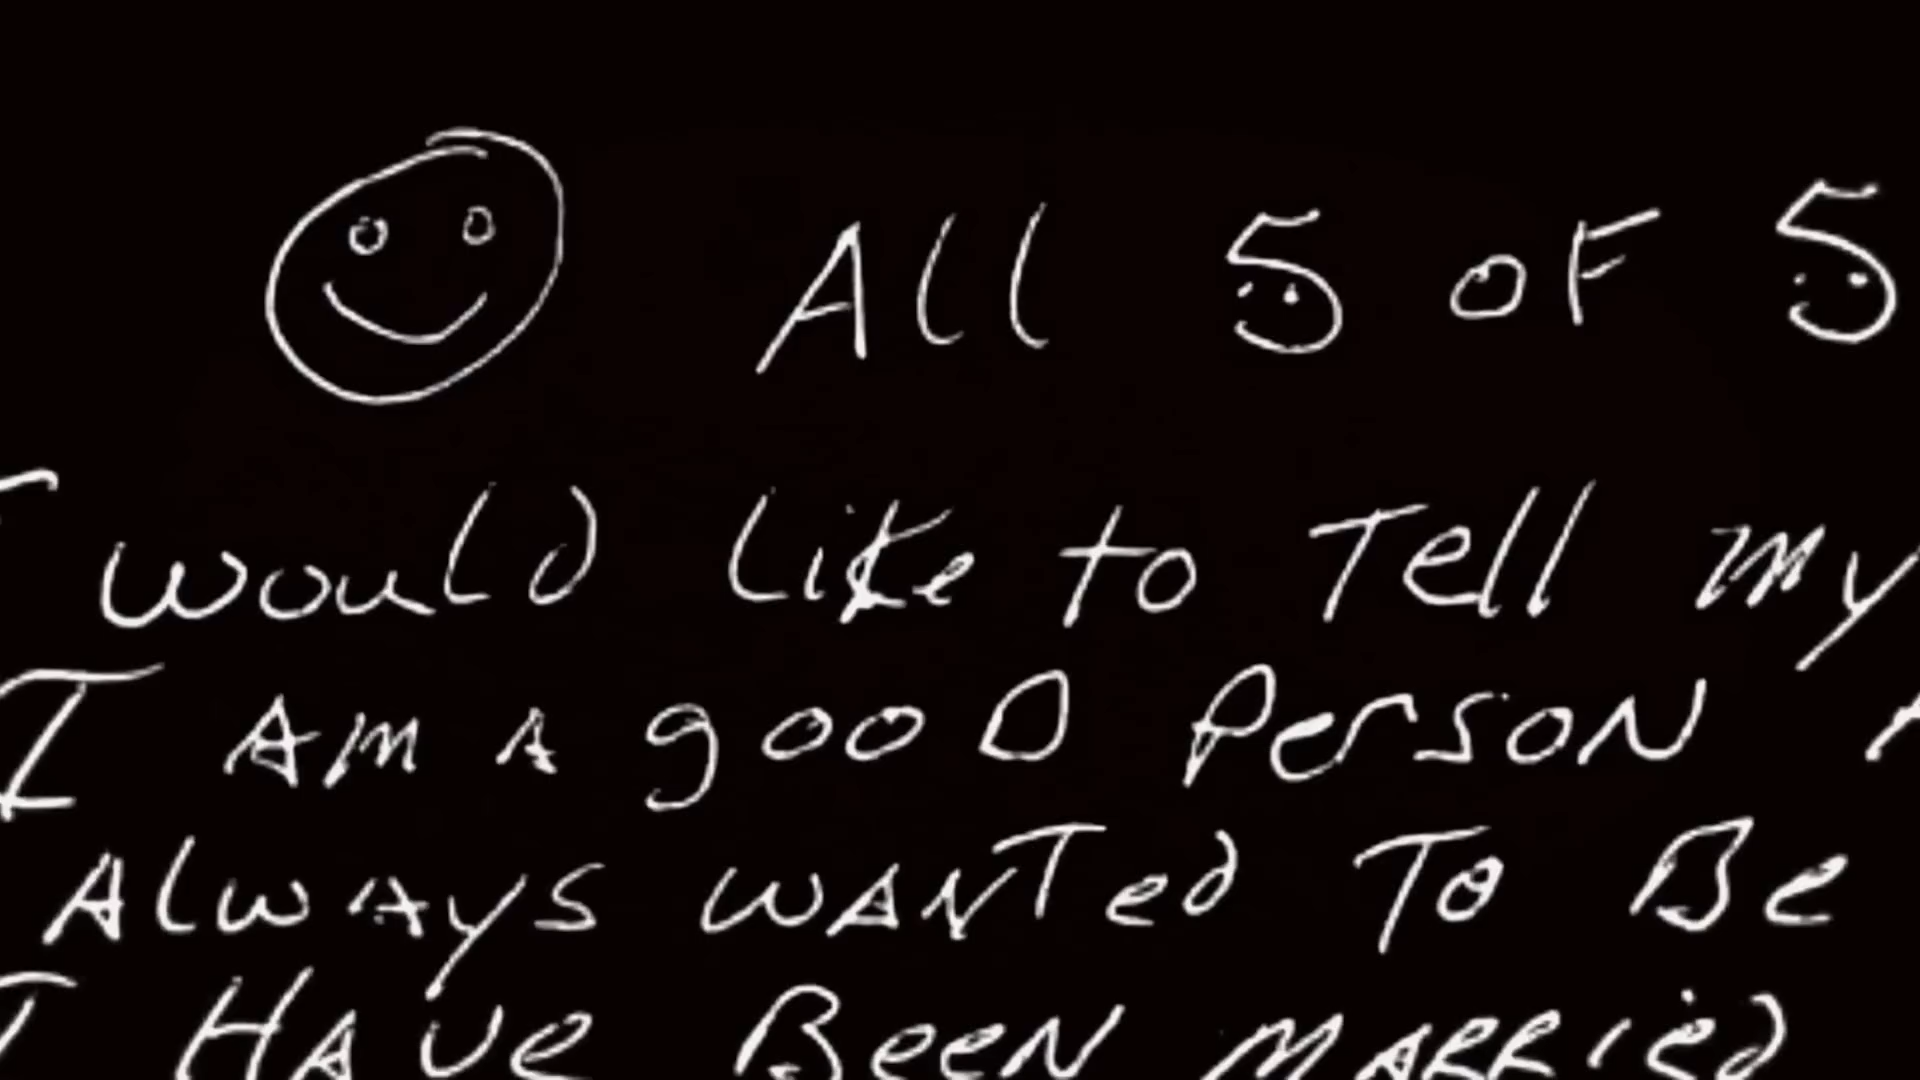 All 5 oF 5
I would like to Tell my
I AM A gooD PersoN
AlwAys wANTed To Be
I HAve BeeN mARRied